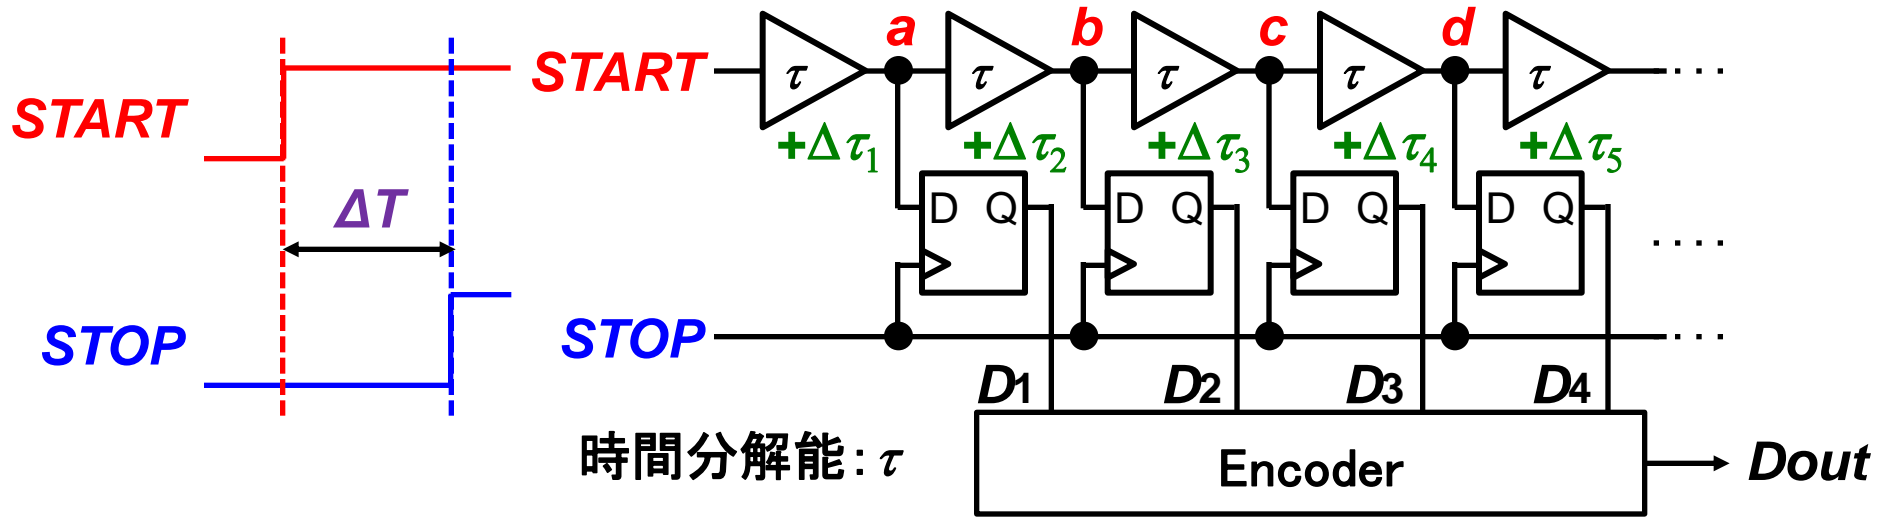 START
ΔT
STOP
START
τ τ τ τ τ
a b c d
+Δτ1 +Δτ2 +Δτ3 +Δτ4 +Δτ5
D Q D Q D Q D Q
STOP
D1 D2 D3 D4
時間分解能: τ
Encoder
Dout